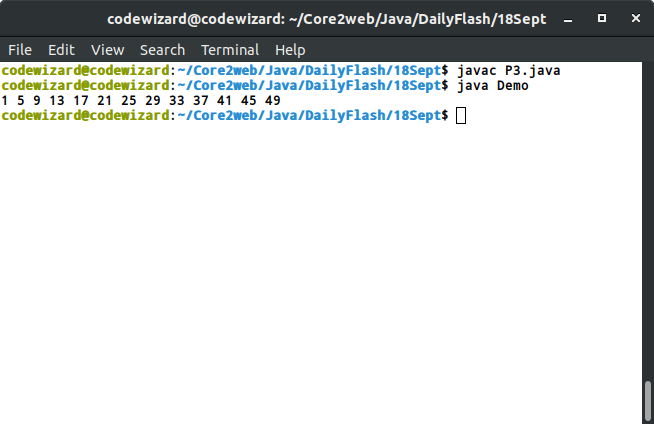 codewizard@codewizard: ~/Core2web/Java/DailyFlash/18Sept
File Edit View Search Terminal Help
codewizard@codewizard:~/Core2web/Java/DailyFlash/18Sept$ javac P3.java
codewizard@codewizard:~/Core2web/Java/DailyFlash/18Sept$ java Demo
1 5 9 13 17 21 25 29 33 37 41 45 49
codewizard@codewizard:~/Core2web/Java/DailyFlash/18Sept$